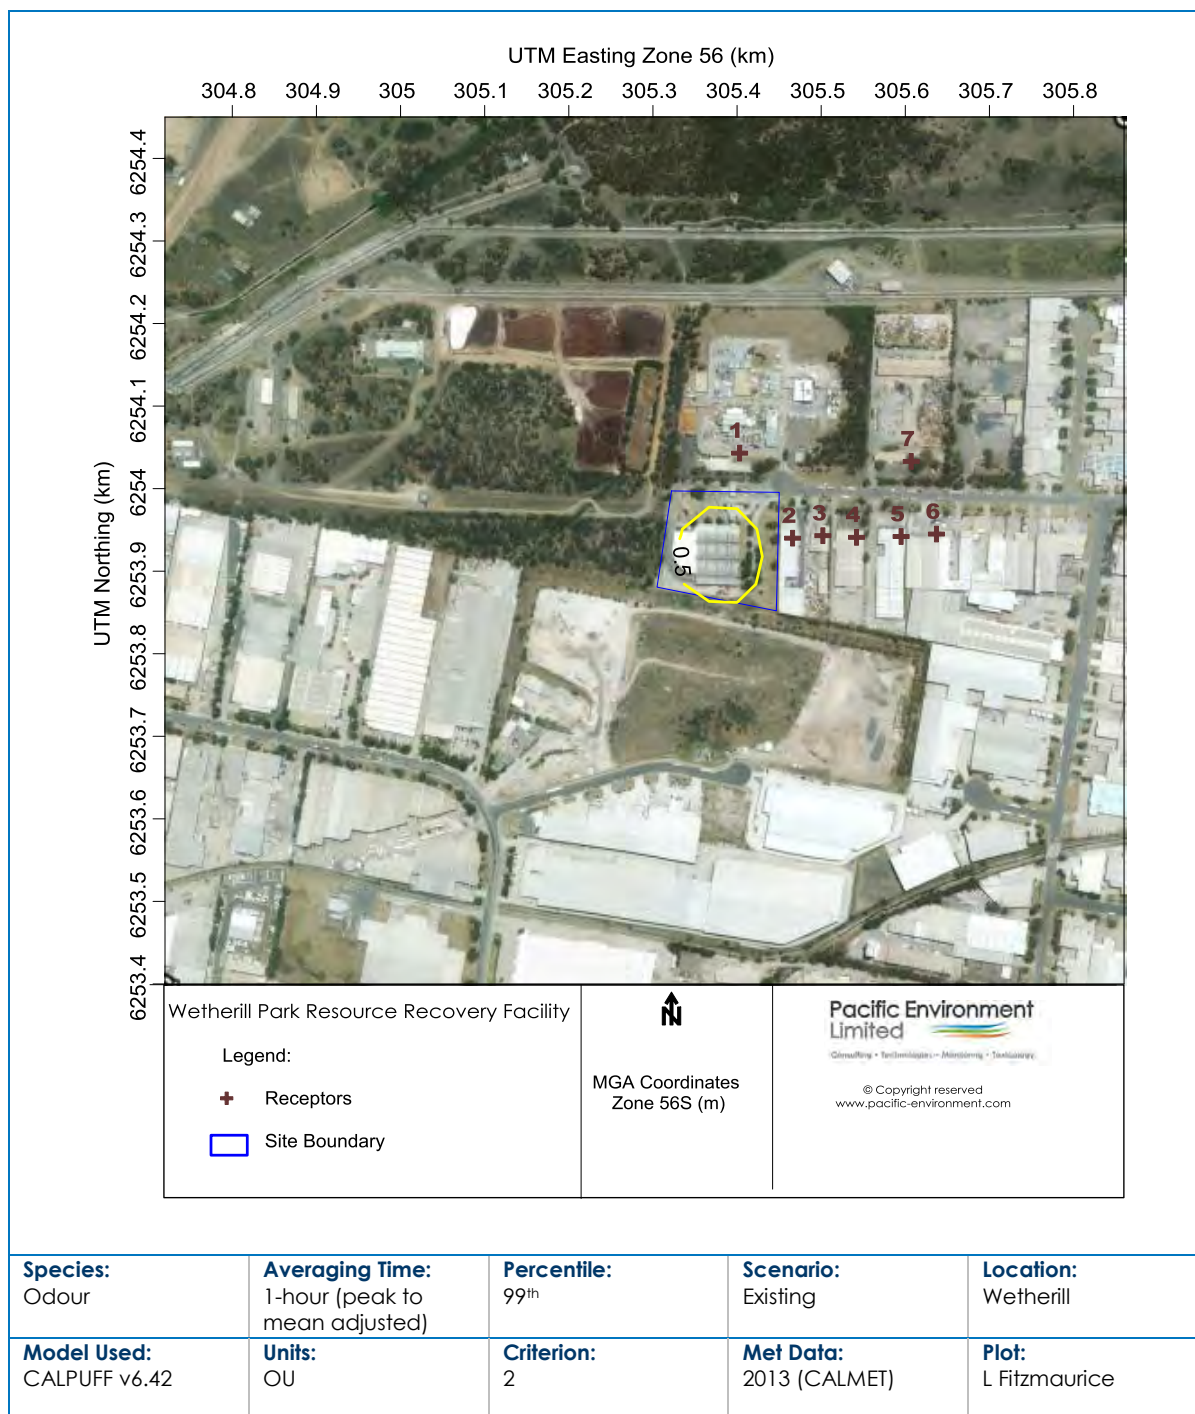 UTM Easting Zone 56 (km)
304.8 304.9 305 305.1 305.2 305.3 305.4 305.5 305.6 305.7 305.8
UTM Northing (km)
6254.4
6254.3
6254.2
6254.1
6254
6253.9
6253.8
6253.7
6253.6
6253.5
6253.4
1
7
2 3 4 5 6
0.5
Wetherill Park Resource Recovery Facility
Legend:
Receptors
Site Boundary
N
MGA Coordinates
Zone 56S (m)
Pacific Environment
Limited
Consulting • Technologies • Monitoring • Toxicology
© Copyright reserved
www.pacific-environment.com
Species: Averaging Time: Percentile: Scenario: Location:
Odour 1-hour (peak to 99th Existing Wetherill
mean adjusted)
Model Used: Units: Criterion: Met Data: Plot:
CALPUFF v6.42 OU 2 2013 (CALMET) L Fitzmaurice